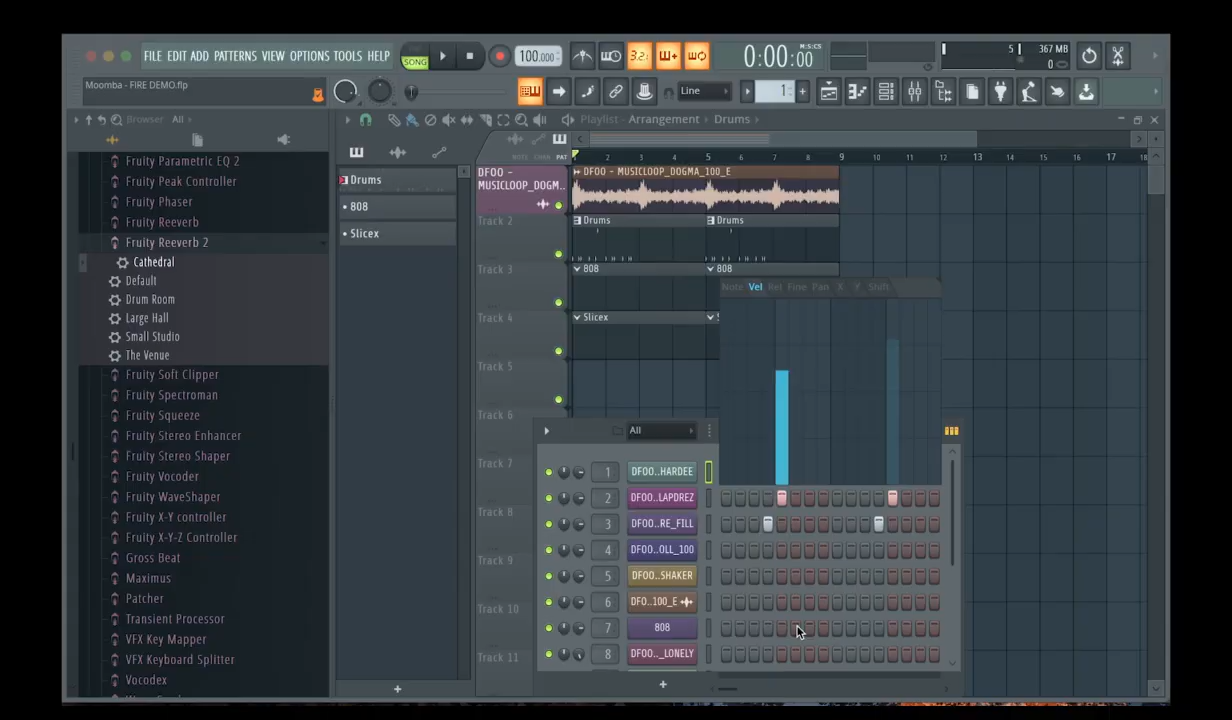 FILE EDIT ADD PATTERNS VIEW OPTIONS TOOLS HELP
SONG
100.000
3.2.
0:00:00
M:S:CS
5
367 MB
0
Moomba - FIRE DEMO.flp
Line
1
Browser All
Playlist - Arrangement Drums
NOTE CHAN PAT
2 3 4 5 6 7 8 9 10 11 12 13 14 15 16 17 18
Fruity Parametric EQ 2
Fruity Peak Controller
Fruity Phaser
Fruity Reeverb
Fruity Reeverb 2
Cathedral
Default
Drum Room
Large Hall
Small Studio
The Venue
Fruity Soft Clipper
Fruity Spectroman
Fruity Squeeze
Fruity Stereo Enhancer
Fruity Stereo Shaper
Fruity Vocoder
Fruity WaveShaper
Fruity X-Y controller
Fruity X-Y-Z Controller
Gross Beat
Maximus
Patcher
Transient Processor
VFX Key Mapper
VFX Keyboard Splitter
Vocodex
Drums
808
Slicex
DFOO -
MUSICLOOP_DOGM..
DFOO - MUSICLOOP_DOGMA_100_E
Track 2
Drums
Drums
Track 3
808
808
Track 4
Slicex
S
Track 5
Track 6
Track 7
Track 8
Track 9
Track 10
Track 11
Note Vel Rel Fine Pan X Y Shift
All
1 DFOO..HARDEE
2 DFOO..LAPDREZ
3 DFOO..RE_FILL
4 DFOO..OLL_100
5 DFOO..SHAKER
6 DFO..100_E
7 808
8 DFOO.._LONELY